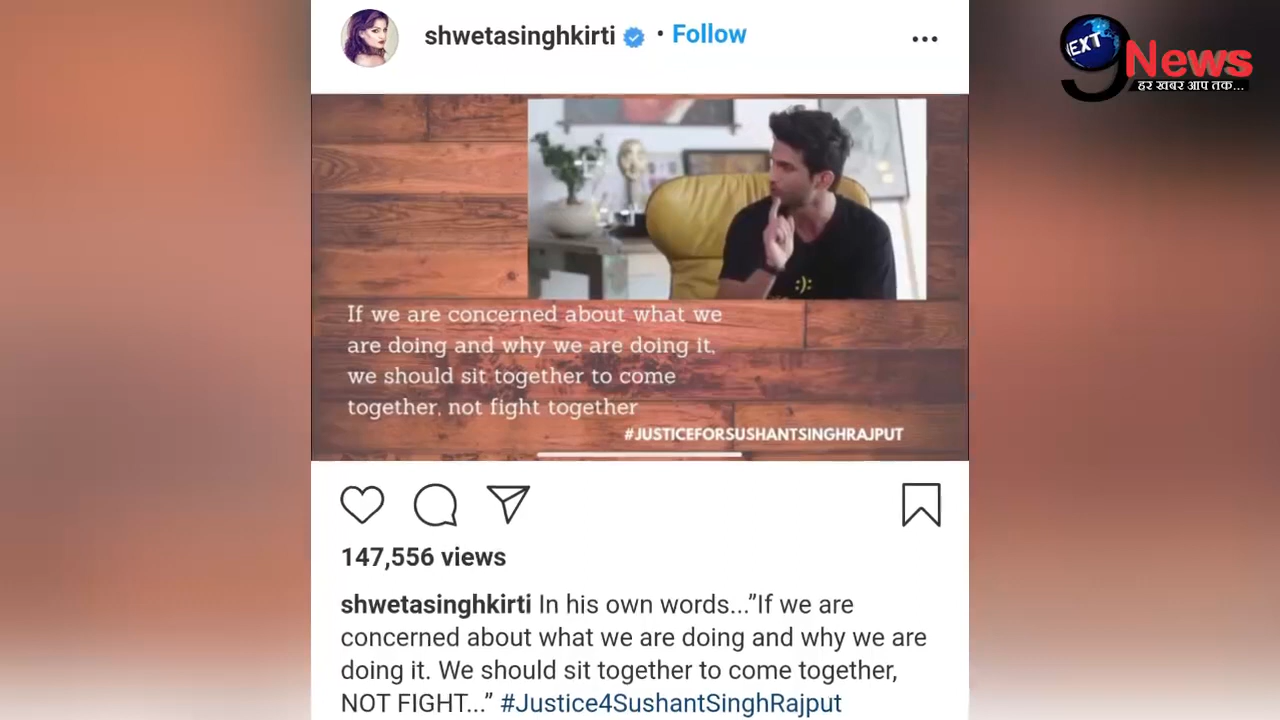 shwetasinghkirti • Follow
NEXT
9 News
हर खबर आप तक...
:):
If we are concerned about what we
are doing and why we are doing it,
we should sit together to come
together, not fight together
#JUSTICEFORSUSHANTSINGHRAJPUT
147,556 views
shwetasinghkirti In his own words...”If we are
concerned about what we are doing and why we are
doing it. We should sit together to come together,
NOT FIGHT...” #Justice4SushantSinghRajput